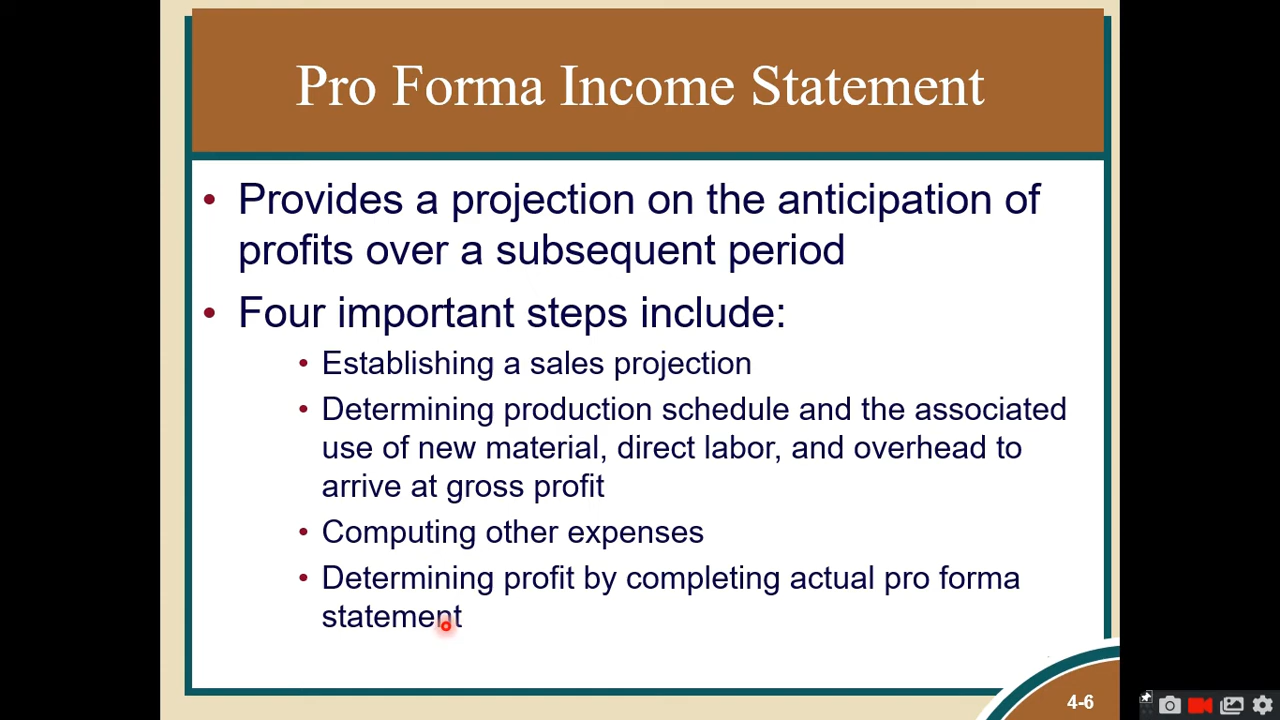 Pro Forma Income Statement
• Provides a projection on the anticipation of
profits over a subsequent period
• Four important steps include:
• Establishing a sales projection
• Determining production schedule and the associated
use of new material, direct labor, and overhead to
arrive at gross profit
• Computing other expenses
• Determining profit by completing actual pro forma
statement
4-6